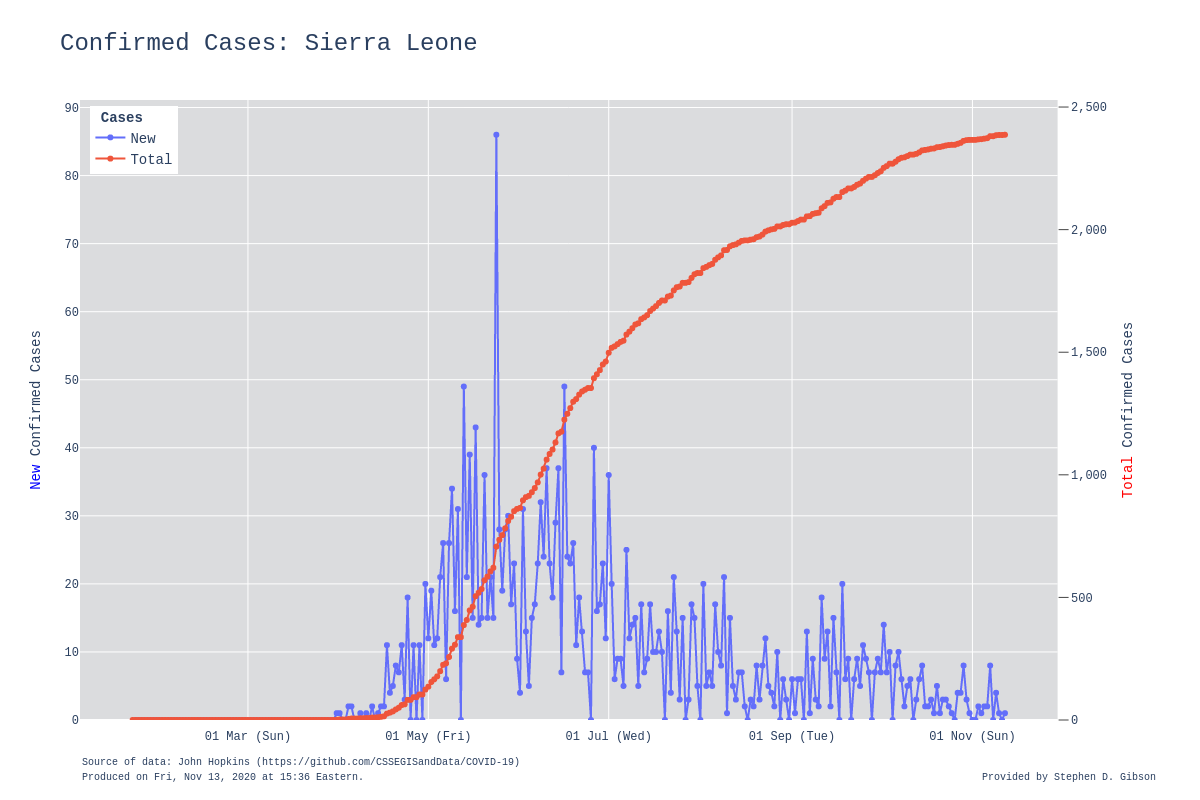 Confirmed Cases: Sierra Leone
Cases
New
Total
90
80
70
60
50
40
30
20
10
0
New Confirmed Cases
2,500
2,000
1,500
1,000
500
0
Total Confirmed Cases
01 Mar (Sun)
01 May (Fri)
01 Jul (Wed)
01 Sep (Tue)
01 Nov (Sun)
Source of data: John Hopkins (https://github.com/CSSEGISandData/COVID-19)
Produced on Fri, Nov 13, 2020 at 15:36 Eastern.
Provided by Stephen D. Gibson